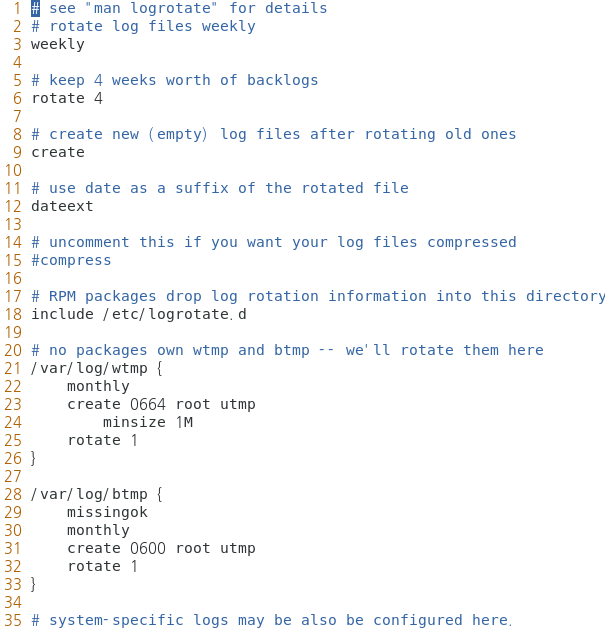 1 # see "man logrotate" for details
2 # rotate log files weekly
3 weekly
4
5 # keep 4 weeks worth of backlogs
6 rotate 4
7
8 # create new (empty) log files after rotating old ones
9 create
10
11 # use date as a suffix of the rotated file
12 dateext
13
14 # uncomment this if you want your log files compressed
15 #compress
16
17 # RPM packages drop log rotation information into this directory
18 include /etc/logrotate.d
19
20 # no packages own wtmp and btmp -- we'll rotate them here
21 /var/log/wtmp {
22     monthly
23     create 0664 root utmp
24         minsize 1M
25     rotate 1
26 }
27
28 /var/log/btmp {
29     missingok
30     monthly
31     create 0600 root utmp
32     rotate 1
33 }
34
35 # system-specific logs may be also be configured here.